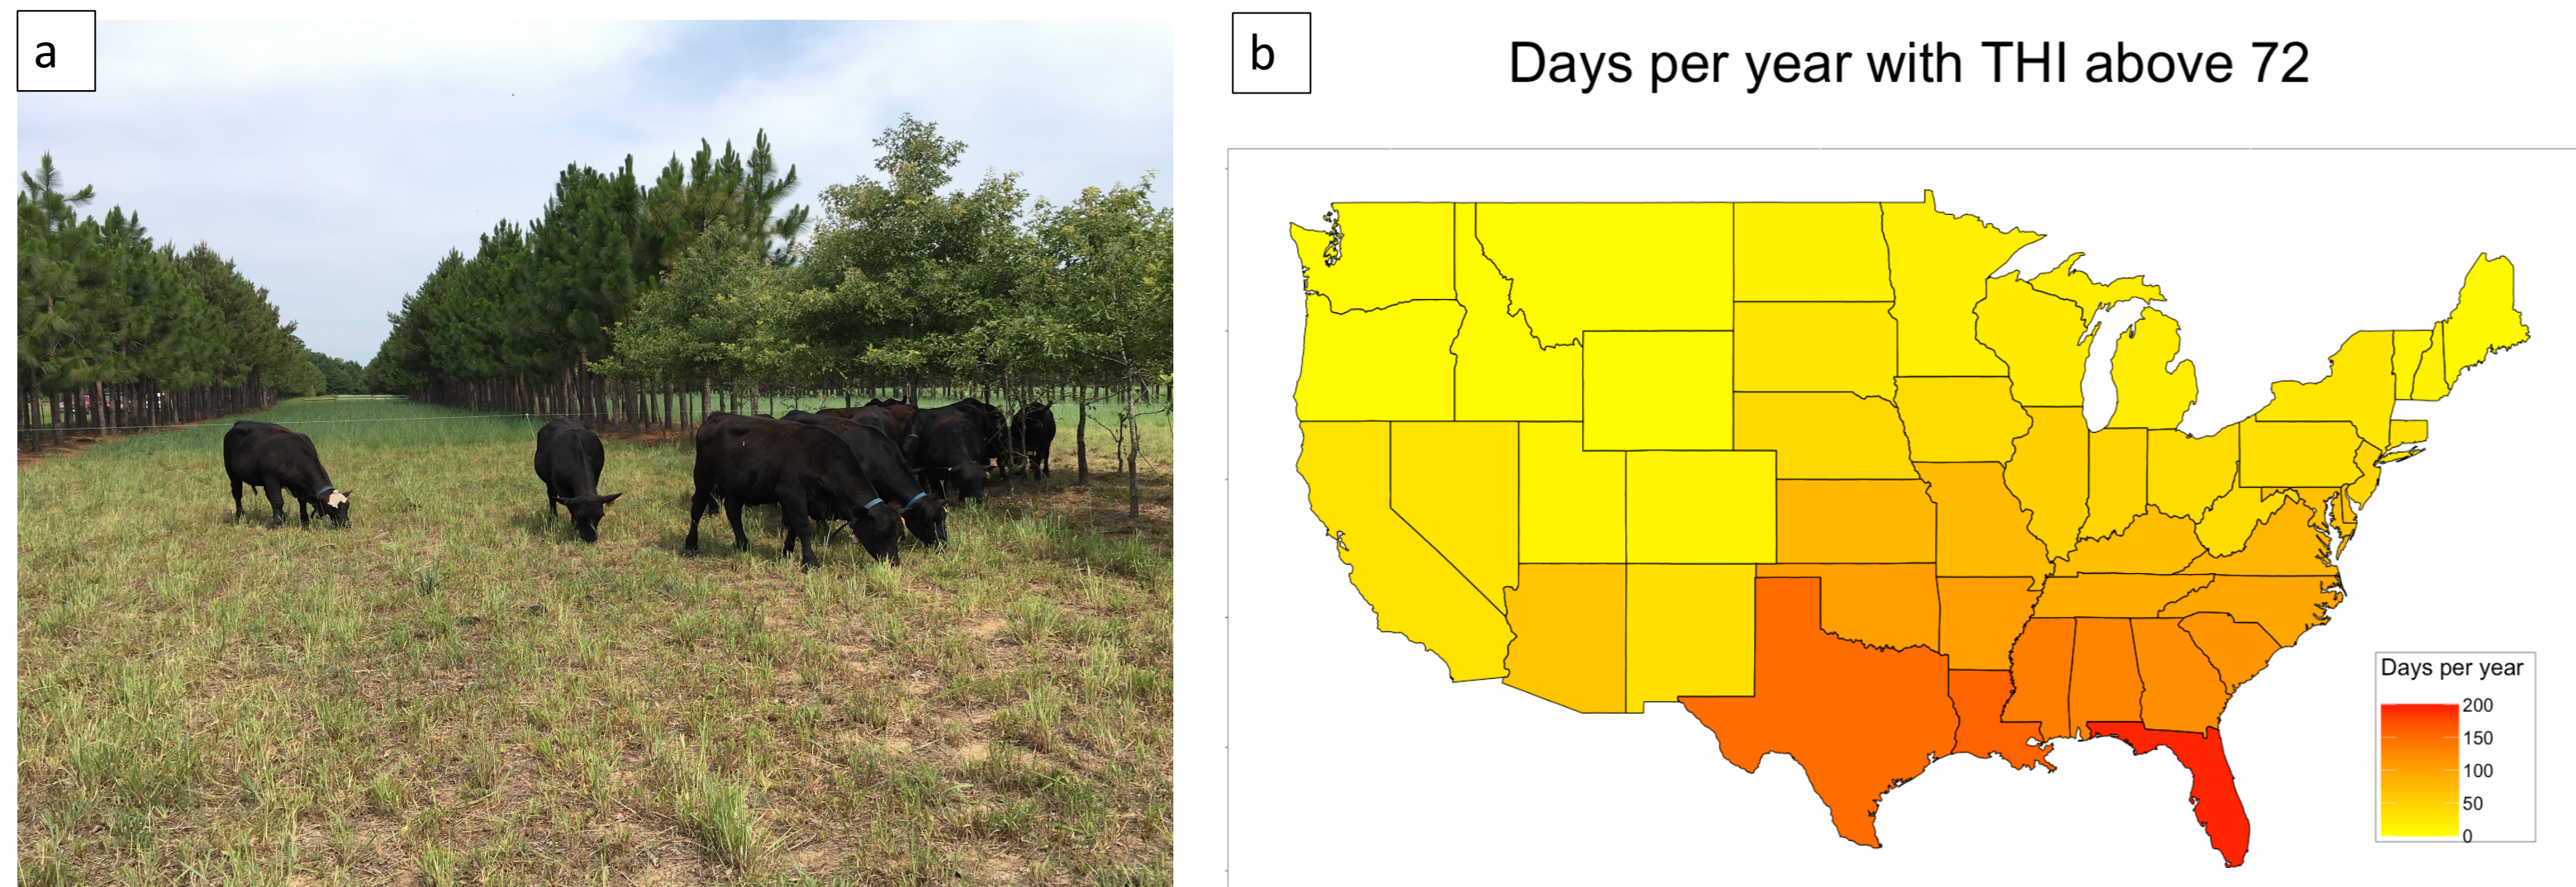 a
b
Days per year with THI above 72
Days per year
200
150
100
50
0